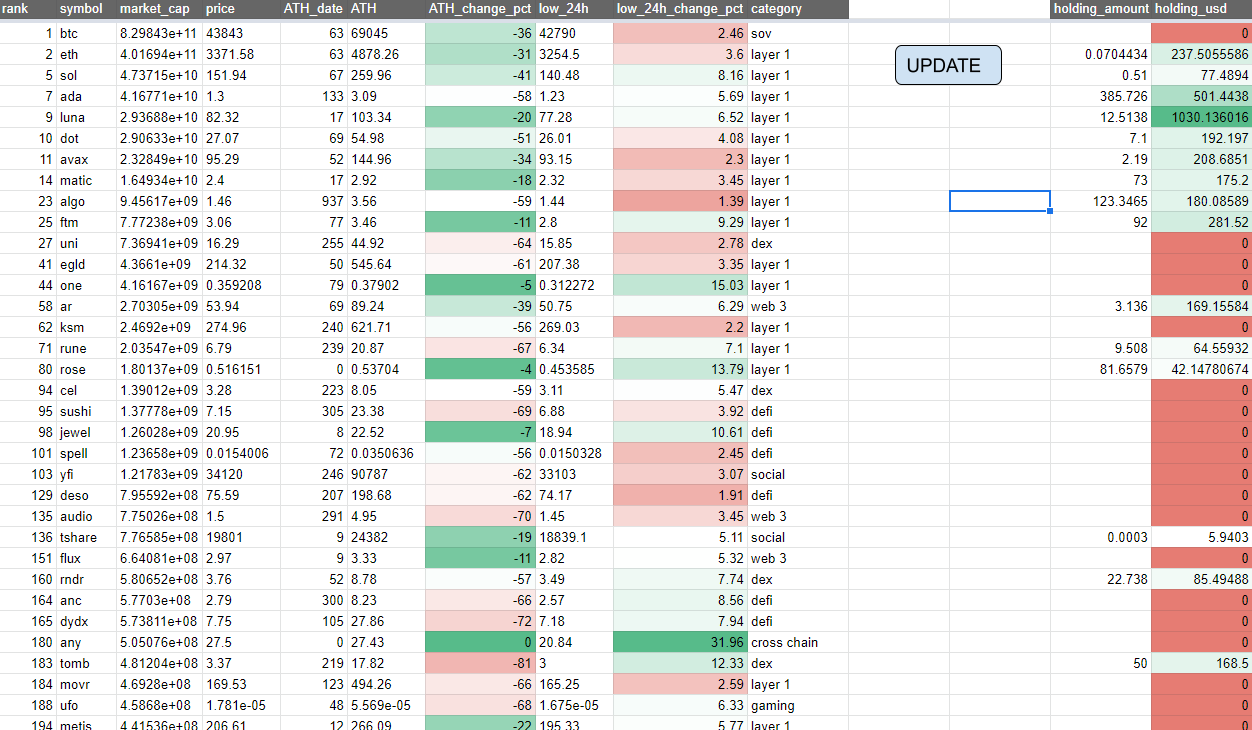 rank symbol market_cap price ATH_date ATH ATH_change_pct low_24h low_24h_change_pct category holding_amount holding_usd
1 btc 8.29843e+11 43843 63 69045 -36 42790 2.46 sov 0
2 eth 4.01694e+11 3371.58 63 4878.26 -31 3254.5 3.6 layer 1 0.0704434 237.5055586
UPDATE
5 sol 4.73715e+10 151.94 67 259.96 -41 140.48 8.16 layer 1 0.51 77.4894
7 ada 4.16771e+10 1.3 133 3.09 -58 1.23 5.69 layer 1 385.726 501.4438
9 luna 2.93688e+10 82.32 17 103.34 -20 77.28 6.52 layer 1 12.5138 1030.136016
10 dot 2.90633e+10 27.07 69 54.98 -51 26.01 4.08 layer 1 7.1 192.197
11 avax 2.32849e+10 95.29 52 144.96 -34 93.15 2.3 layer 1 2.19 208.6851
14 matic 1.64934e+10 2.4 17 2.92 -18 2.32 3.45 layer 1 73 175.2
23 algo 9.45617e+09 1.46 937 3.56 -59 1.44 1.39 layer 1 123.3465 180.08589
25 ftm 7.77238e+09 3.06 77 3.46 -11 2.8 9.29 layer 1 92 281.52
27 uni 7.36941e+09 16.29 255 44.92 -64 15.85 2.78 dex 0
41 egld 4.3661e+09 214.32 50 545.64 -61 207.38 3.35 layer 1 0
44 one 4.16167e+09 0.359208 79 0.37902 -5 0.312272 15.03 layer 1 0
58 ar 2.70305e+09 53.94 69 89.24 -39 50.75 6.29 web 3 3.136 169.15584
62 ksm 2.4692e+09 274.96 240 621.71 -56 269.03 2.2 layer 1 0
71 rune 2.03547e+09 6.79 239 20.87 -67 6.34 7.1 layer 1 9.508 64.55932
80 rose 1.80137e+09 0.516151 0 0.53704 -4 0.453585 13.79 layer 1 81.6579 42.14780674
94 cel 1.39012e+09 3.28 223 8.05 -59 3.11 5.47 dex 0
95 sushi 1.37778e+09 7.15 305 23.38 -69 6.88 3.92 defi 0
98 jewel 1.26028e+09 20.95 8 22.52 -7 18.94 10.61 defi 0
101 spell 1.23658e+09 0.0154006 72 0.0350636 -56 0.0150328 2.45 defi 0
103 yfi 1.21783e+09 34120 246 90787 -62 33103 3.07 social 0
129 deso 7.95592e+08 75.59 207 198.68 -62 74.17 1.91 defi 0
135 audio 7.75026e+08 1.5 291 4.95 -70 1.45 3.45 web 3 0
136 tshare 7.76585e+08 19801 9 24382 -19 18839.1 5.11 social 0.0003 5.9403
151 flux 6.64081e+08 2.97 9 3.33 -11 2.82 5.32 web 3 0
160 rndr 5.80652e+08 3.76 52 8.78 -57 3.49 7.74 dex 22.738 85.49488
164 anc 5.7703e+08 2.79 300 8.23 -66 2.57 8.56 defi 0
165 dydx 5.73811e+08 7.75 105 27.86 -72 7.18 7.94 defi 0
180 any 5.05076e+08 27.5 0 27.43 0 20.84 31.96 cross chain 0
183 tomb 4.81204e+08 3.37 219 17.82 -81 3 12.33 dex 50 168.5
184 movr 4.6928e+08 169.53 123 494.26 -66 165.25 2.59 layer 1 0
188 ufo 4.5868e+08 1.781e-05 48 5.569e-05 -68 1.675e-05 6.33 gaming 0
194 metis 4.41536e+08 206.61 12 266.09 -22 195.33 5.77 layer 1 0